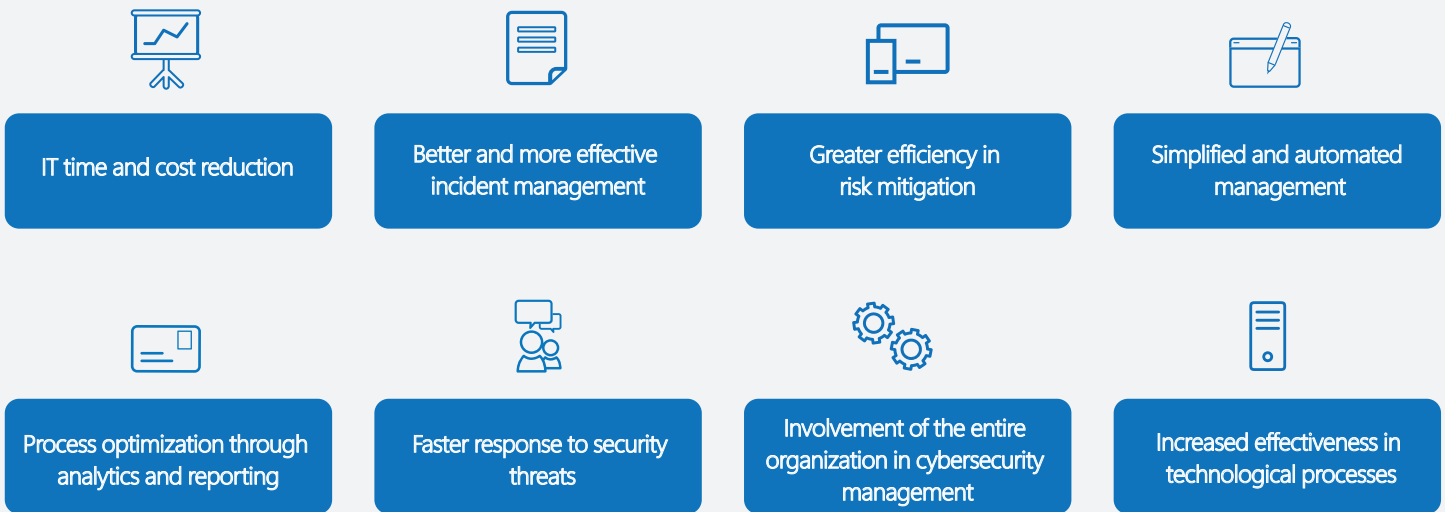 IT time and cost reduction
Better and more effective
incident management
Greater efficiency in
risk mitigation
Simplified and automated
management
Process optimization through
analytics and reporting
Faster response to security
threats
Involvement of the entire
organization in cybersecurity
management
Increased effectiveness in
technological processes